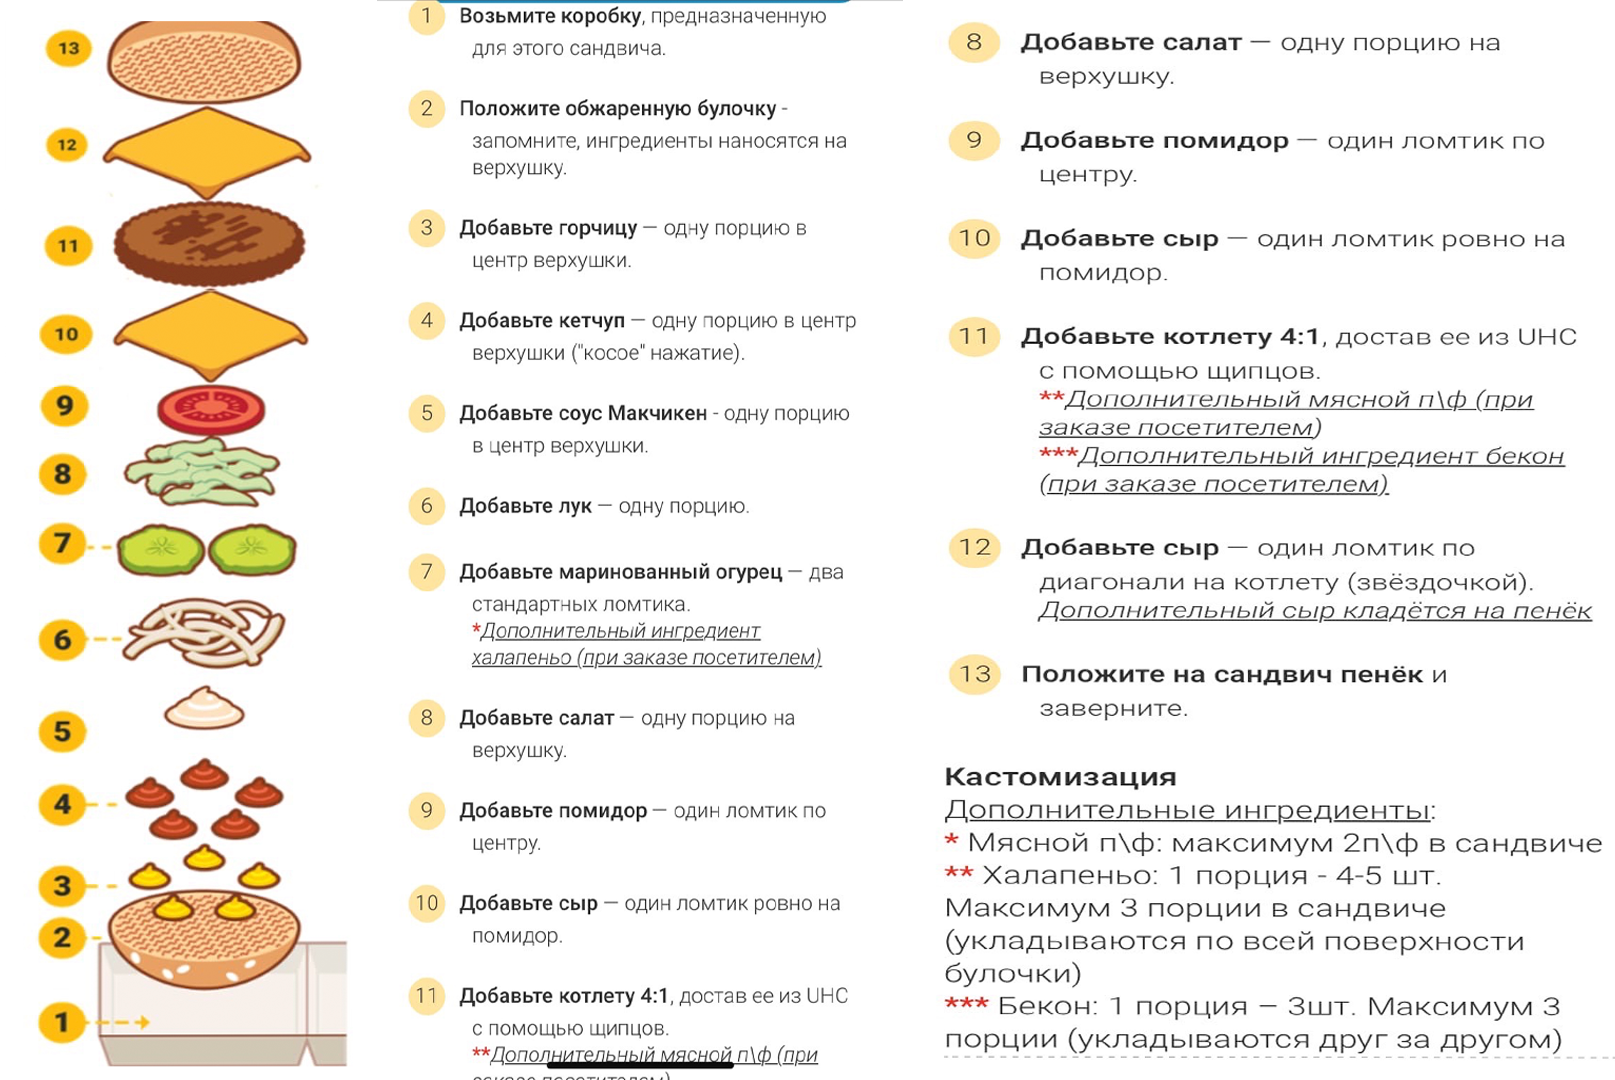 13
12
11
10
9
8
7
6
5
4
3
2
1
1 Возьмите коробку, предназначенную
для этого сандвича.
2 Положите обжаренную булочку -
запомните, ингредиенты наносятся на
верхушку.
3 Добавьте горчицу — одну порцию в
центр верхушки.
4 Добавьте кетчуп — одну порцию в центр
верхушки ("косое" нажатие).
5 Добавьте соус Макчикен - одну порцию
в центр верхушки.
6 Добавьте лук — одну порцию.
7 Добавьте маринованный огурец — два
стандартных ломтика.
*Дополнительный ингредиент
халапеньо (при заказе посетителем)
8 Добавьте салат — одну порцию на
верхушку.
9 Добавьте помидор — один ломтик по
центру.
10 Добавьте сыр — один ломтик ровно на
помидор.
11 Добавьте котлету 4:1, достав ее из UHC
с помощью щипцов.
**Дополнительный мясной п\ф (при
заказе посетителем)
8 Добавьте салат — одну порцию на
верхушку.
9 Добавьте помидор — один ломтик по
центру.
10 Добавьте сыр — один ломтик ровно на
помидор.
11 Добавьте котлету 4:1, достав ее из UHC
с помощью щипцов.
**Дополнительный мясной п\ф (при
заказе посетителем)
***Дополнительный ингредиент бекон
(при заказе посетителем)
12 Добавьте сыр — один ломтик по
диагонали на котлету (звёздочкой).
Дополнительный сыр кладётся на пенёк
13 Положите на сандвич пенёк и
заверните.
Кастомизация
Дополнительные ингредиенты:
* Мясной п\ф: максимум 2п\ф в сандвиче
** Халапеньо: 1 порция - 4-5 шт.
Максимум 3 порции в сандвиче
(укладываются по всей поверхности
булочки)
*** Бекон: 1 порция – 3шт. Максимум 3
порции (укладываются друг за другом)